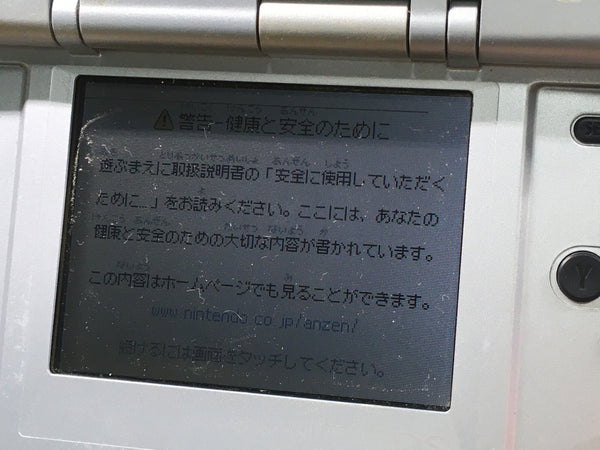 ⚠警告-健康と安全のために
遊ぶまえに取扱説明書の「安全に使用していただく
ために…」をお読みください。ここには、あなたの
健康と安全のための大切な内容が書かれています。
この内容はホームページでも見ることができます。
www.nintendo.co.jp/anzen/
続けるには画面をタッチしてください。
SE
Y